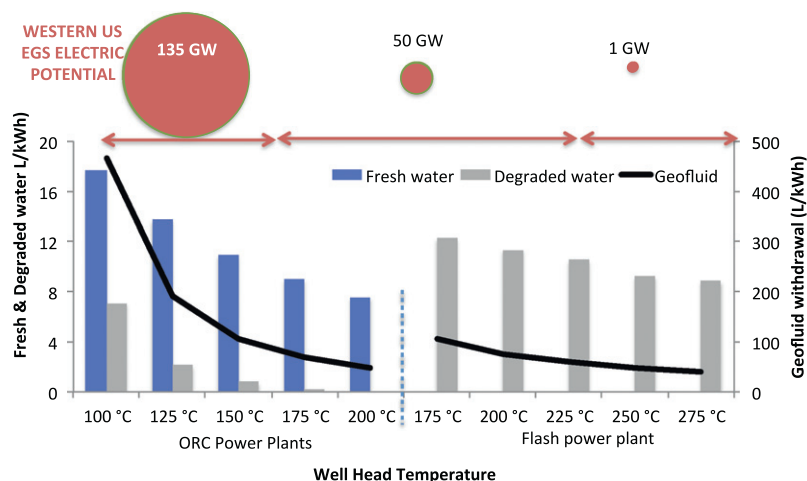 WESTERN US
EGS ELECTRIC
POTENTIAL
135 GW
50 GW
1 GW
Fresh & Degraded water L/kWh)
20
16
12
8
4
0
Fresh water Degraded water Geofluid
500
400
300
200
100
0
Geofluid withdrawal (L/kWh)
100 °C 125 °C 150 °C 175 °C 200 °C 175 °C 200 °C 225 °C 250 °C 275 °C
ORC Power Plants Flash power plant
Well Head Temperature